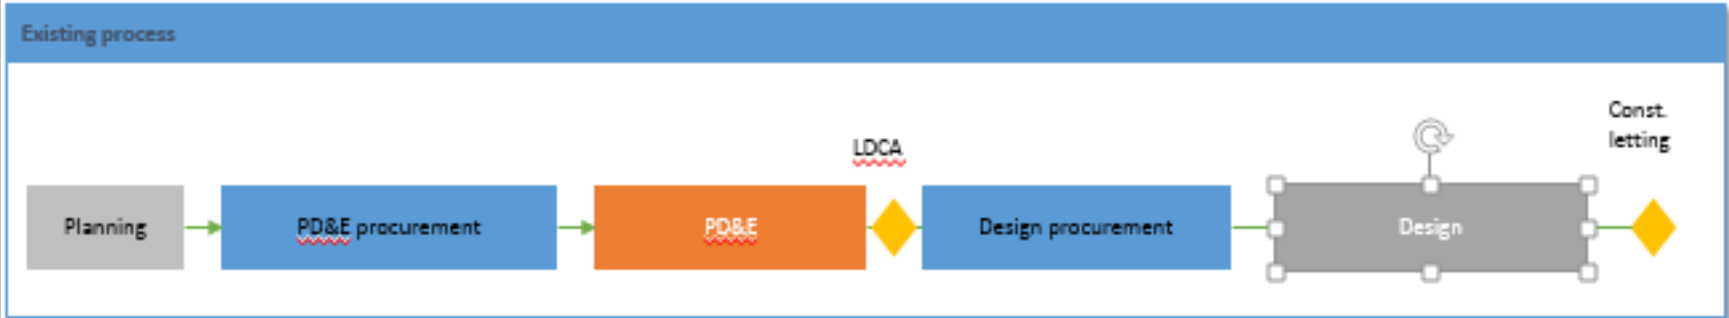 Existing process
Const.
letting
LDCA
Planning
PD&E procurement
PD&E
Design procurement
Design